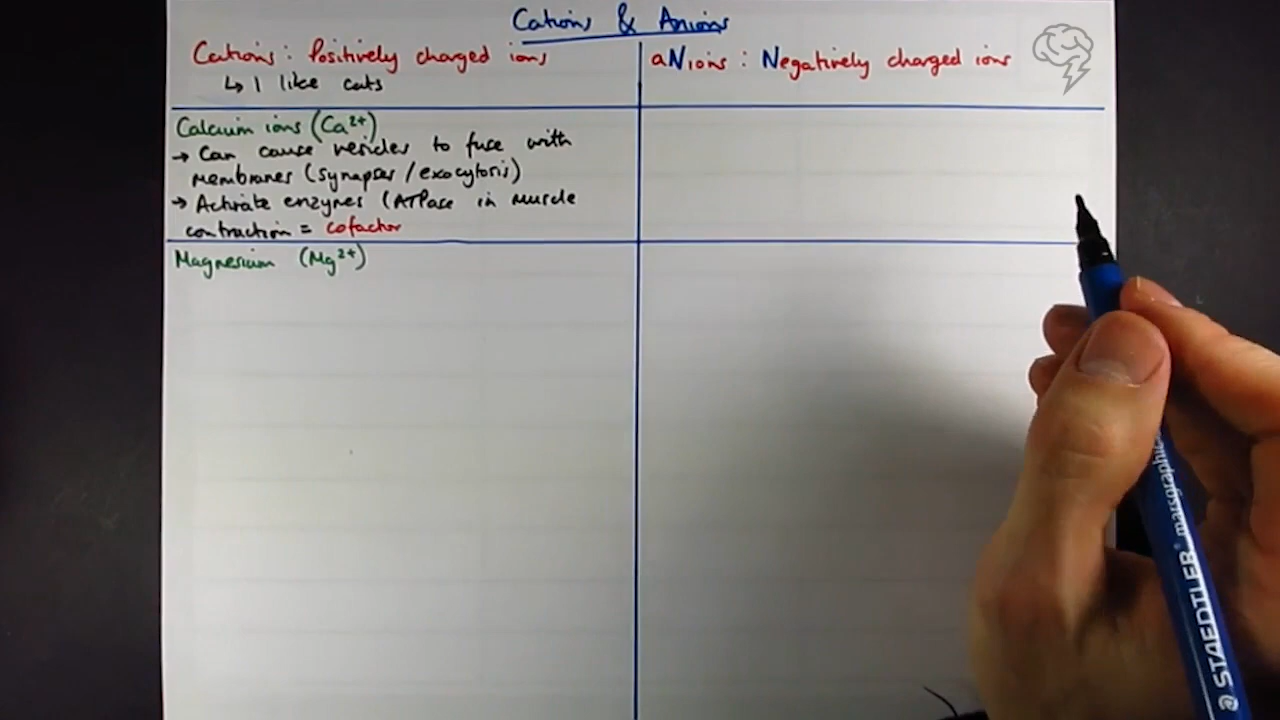 Cations & Anions
Cations : Positively charged ions
↳ I like cats
aNions : Negatively charged ions
Calcium ions (Ca²⁺)
→ Can cause vesicles to fuse with
membranes (synapses / exocytosis)
→ Activate enzymes (ATPase in muscle
contraction = cofactor
Magnesium (Mg²⁺)
STAEDTLER marsgraphic